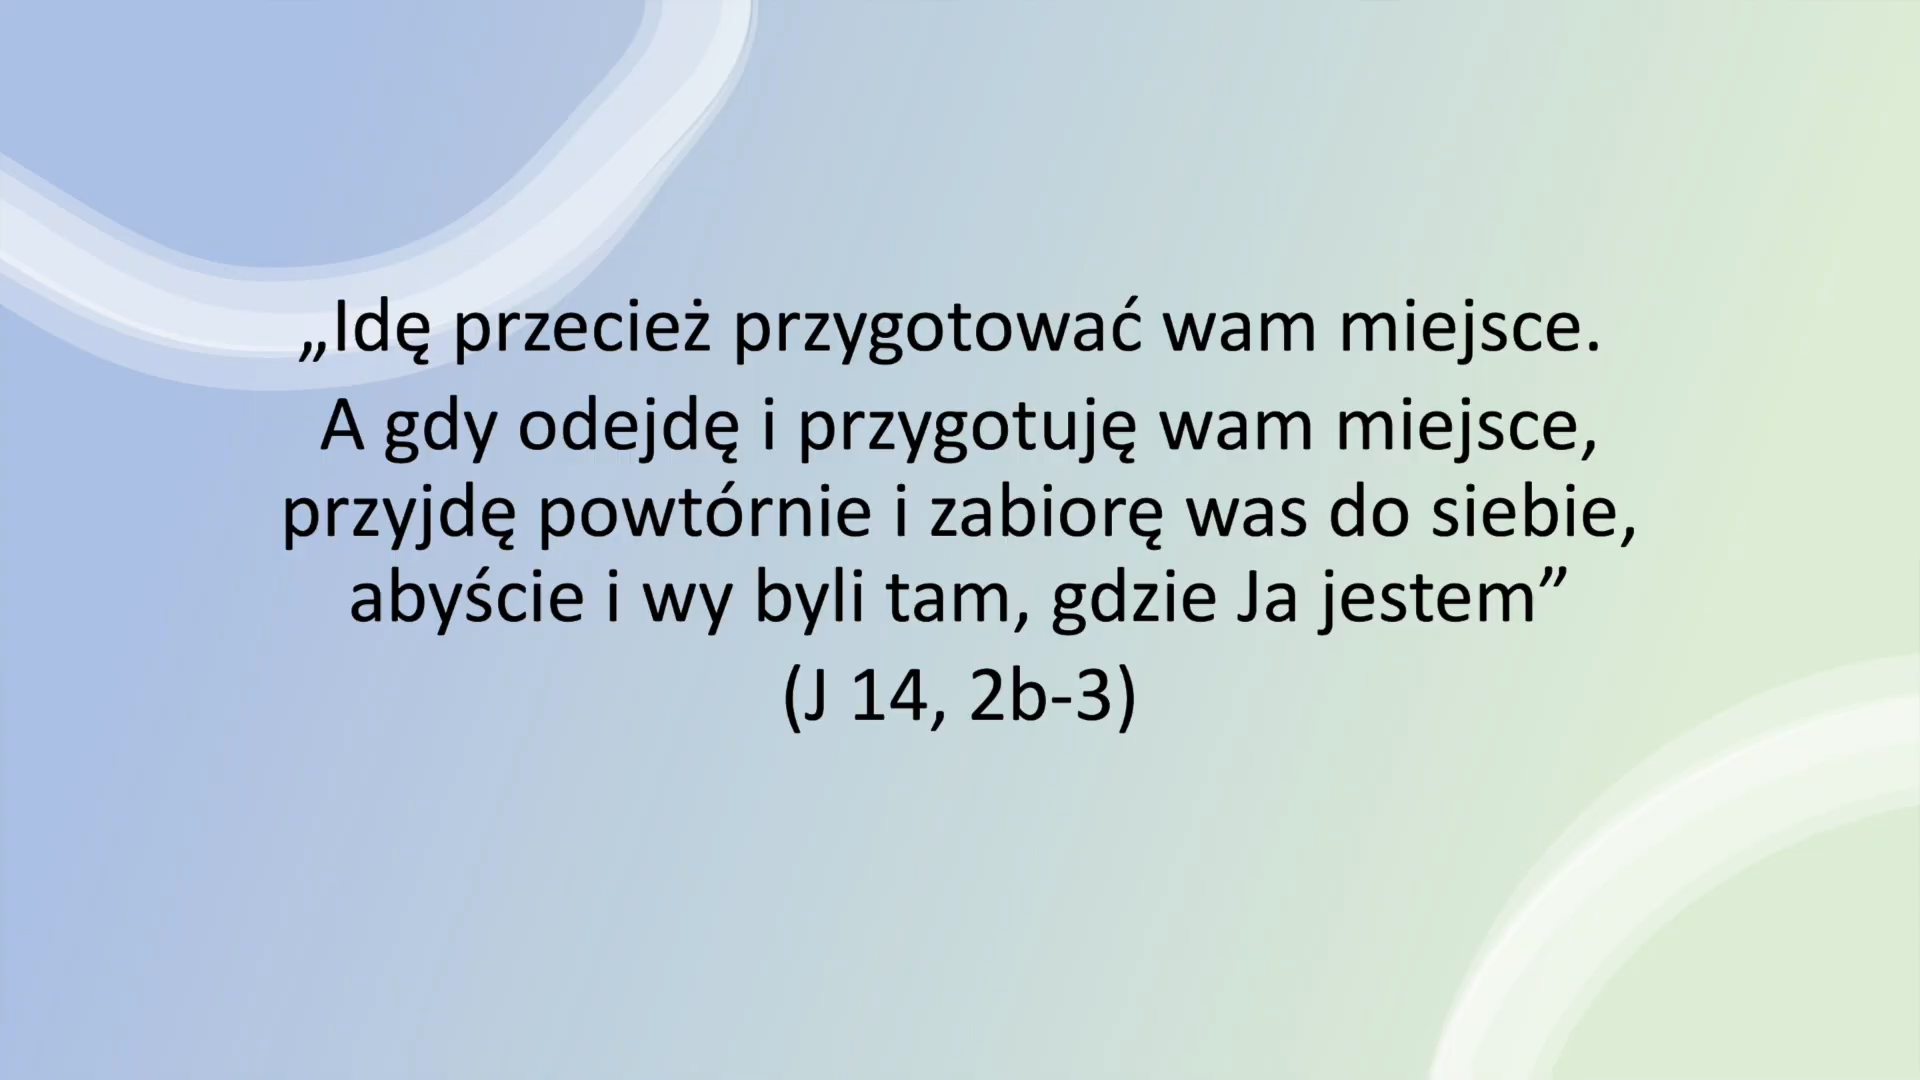 „Idę przecież przygotować wam miejsce.
A gdy odejdę i przygotuję wam miejsce,
przyjdę powtórnie i zabiorę was do siebie,
abyście i wy byli tam, gdzie Ja jestem”
(J 14, 2b-3)